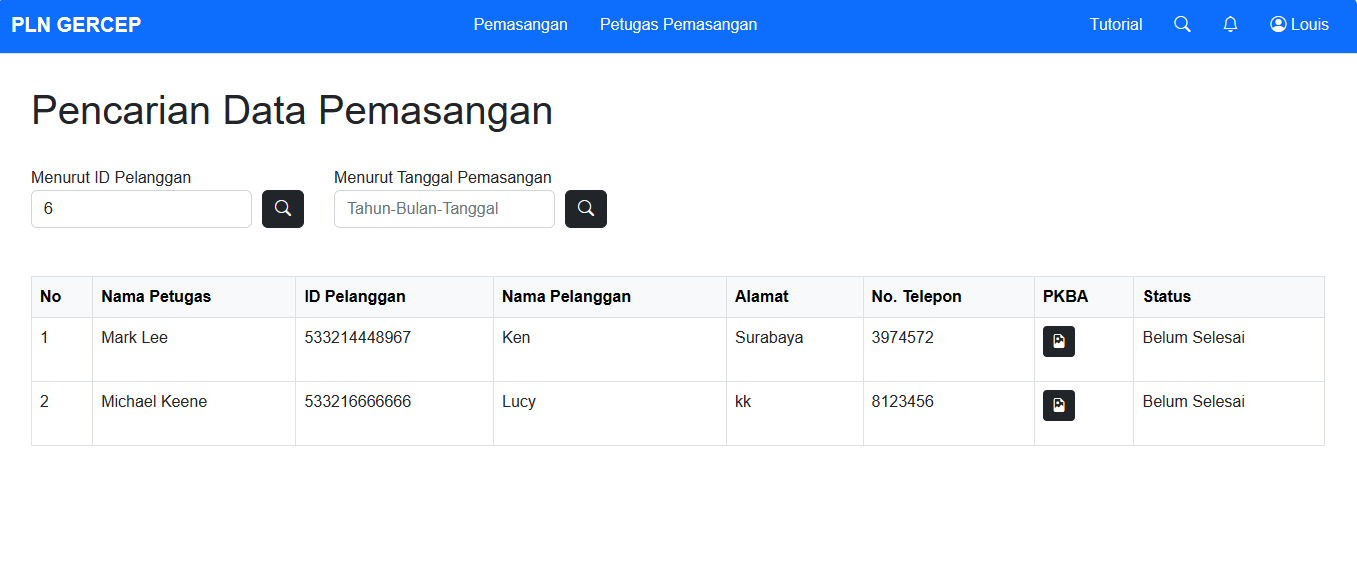 PLN GERCEP Pemasangan Petugas Pemasangan Tutorial Louis
Pencarian Data Pemasangan
Menurut ID Pelanggan Menurut Tanggal Pemasangan
6 Tahun-Bulan-Tanggal
No Nama Petugas ID Pelanggan Nama Pelanggan Alamat No. Telepon PKBA Status
1 Mark Lee 533214448967 Ken Surabaya 3974572 Belum Selesai
2 Michael Keene 533216666666 Lucy kk 8123456 Belum Selesai